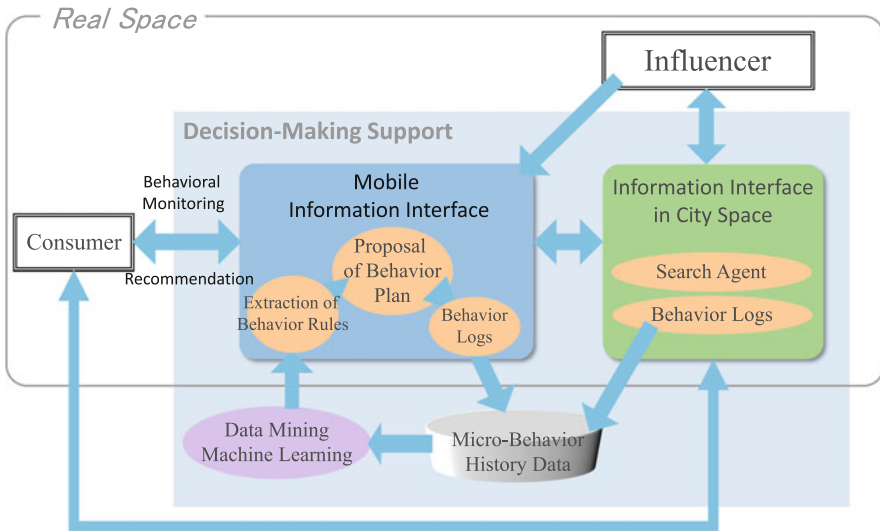 Real Space
Influencer
Decision-Making Support
Behavioral
Monitoring
Mobile
Information Interface
Information Interface
in City Space
Consumer
Recommendation
Proposal
of Behavior
Plan
Search Agent
Extraction of
Behavior Rules
Behavior
Logs
Behavior Logs
Data Mining
Machine Learning
Micro-Behavior
History Data